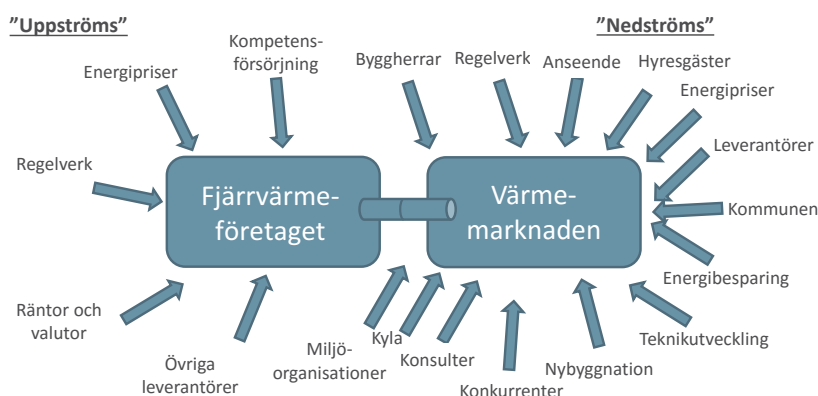 ”Uppströms”
”Nedströms”
Kompetens-
försörjning
Energipriser
Regelverk
Räntor och
valutor
Övriga
leverantörer
Fjärrvärme-
företaget
Värme-
marknaden
Byggherrar
Regelverk
Anseende
Hyresgäster
Energipriser
Leverantörer
Kommunen
Energibesparing
Teknikutveckling
Nybyggnation
Konkurrenter
Konsulter
Kyla
Miljö-
organisationer